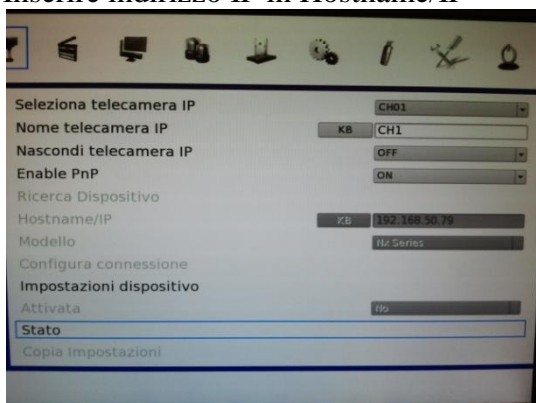 Inserire indirizzo IP in Hostname/IP
Seleziona telecamera IP CH01
Nome telecamera IP KB CH1
Nascondi telecamera IP OFF
Enable PnP ON
Ricerca Dispositivo
Hostname/IP KB 192.168.50.79
Modello Nx Series
Configura connessione
Impostazioni dispositivo
Attivata No
Stato
Copia impostazioni